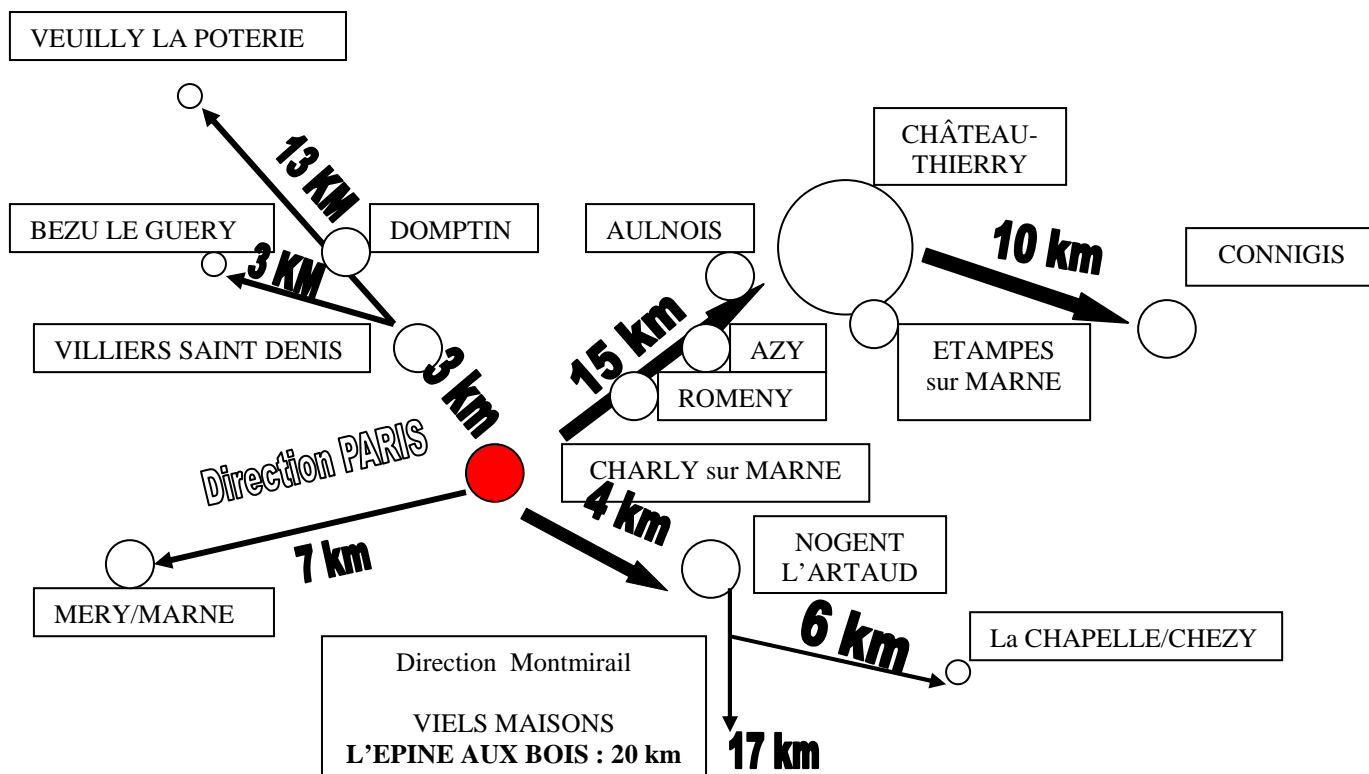 VEUILLY LA POTERIE
CHÂTEAU-
THIERRY
13 KM
BEZU LE GUERY
DOMPTIN
AULNOIS
10 km
CONNIGIS
3 KM
15 km
VILLIERS SAINT DENIS
AZY
ETAMPES
sur MARNE
3 km
ROMENY
Direction PARIS
CHARLY sur MARNE
4 km
7 km
NOGENT
L'ARTAUD
MERY/MARNE
6 km
La CHAPELLE/CHEZY
Direction Montmirail
VIELS MAISONS
L'EPINE AUX BOIS : 20 km
17 km